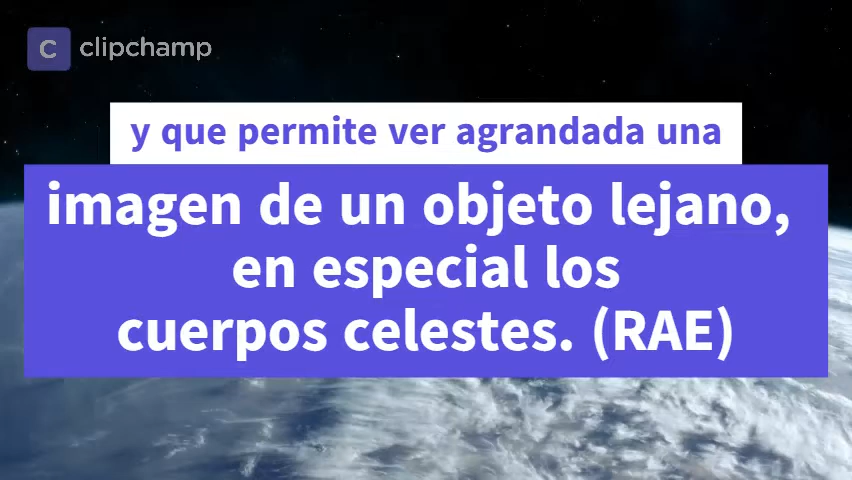 C clipchamp
y que permite ver agrandada una
imagen de un objeto lejano,
en especial los
cuerpos celestes. (RAE)